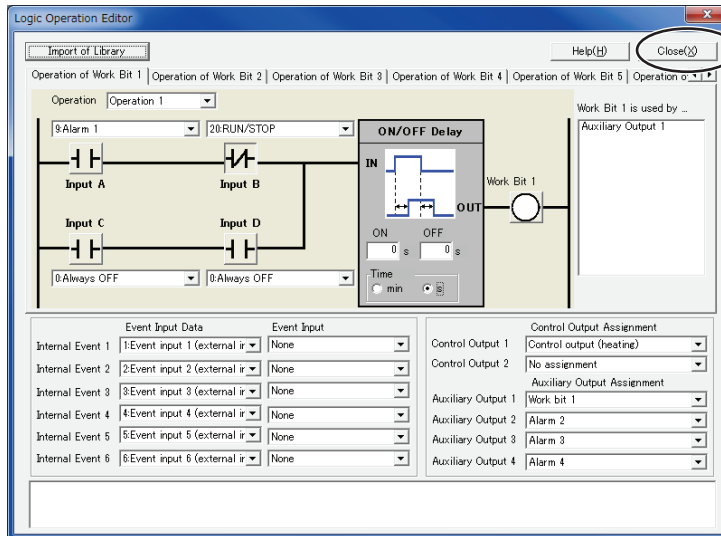 Logic Operation Editor
x
Import of Library Help(H) Close(X)
Operation of Work Bit 1 Operation of Work Bit 2 Operation of Work Bit 3 Operation of Work Bit 4 Operation of Work Bit 5
Operation Operation 1 Work Bit 1 is used by ...
9:Alarm 1 20:RUN/STOP ON/OFF Delay Auxiliary Output 1
IN
Input A Input B Work Bit 1
OUT
Input C Input D ON OFF
0 s 0 s
0:Always OFF 0:Always OFF Time
min s
Event Input Data Event Input Control Output Assignment
Internal Event 1 1:Event input 1 (external None Control Output 1 Control output (heating)
Internal Event 2 2:Event input 2 (external None Control Output 2 No assignment
Auxiliary Output Assignment
Internal Event 3 3:Event input 3 (external None Auxiliary Output 1 Work bit 1
Internal Event 4 4:Event input 4 (external None Auxiliary Output 2 Alarm 2
Internal Event 5 5:Event input 5 (external None Auxiliary Output 3 Alarm 3
Internal Event 6 6:Event input 6 (external None Auxiliary Output 4 Alarm 4